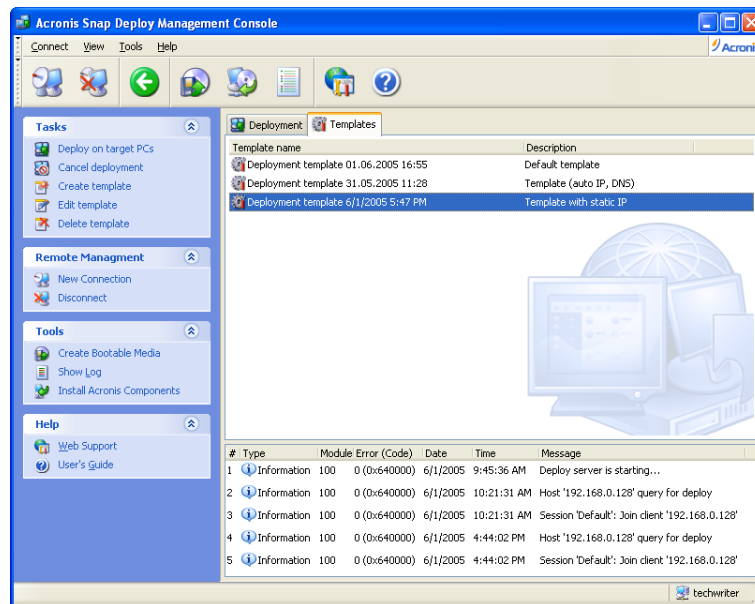 Acronis Snap Deploy Management Console
Connect View Tools Help
Acroni
Tasks
Deploy on target PCs
Cancel deployment
Create template
Edit template
Delete template
Remote Managment
New Connection
Disconnect
Tools
Create Bootable Media
Show Log
Install Acronis Components
Help
Web Support
User's Guide
Deployment Templates
Template name Description
Deployment template 01.06.2005 16:55 Default template
Deployment template 31.05.2005 11:28 Template (auto IP, DNS)
Deployment template 6/1/2005 5:47 PM Template with static IP
# Type Module Error (Code) Date Time Message
1 Information 100 0 (0x640000) 6/1/2005 9:45:36 AM Deploy server is starting...
2 Information 100 0 (0x640000) 6/1/2005 10:21:31 AM Host '192.168.0.128' query for deploy
3 Information 100 0 (0x640000) 6/1/2005 10:21:31 AM Session 'Default': Join client '192.168.0.128'
4 Information 100 0 (0x640000) 6/1/2005 4:44:02 PM Host '192.168.0.128' query for deploy
5 Information 100 0 (0x640000) 6/1/2005 4:44:02 PM Session 'Default': Join client '192.168.0.128'
techwriter